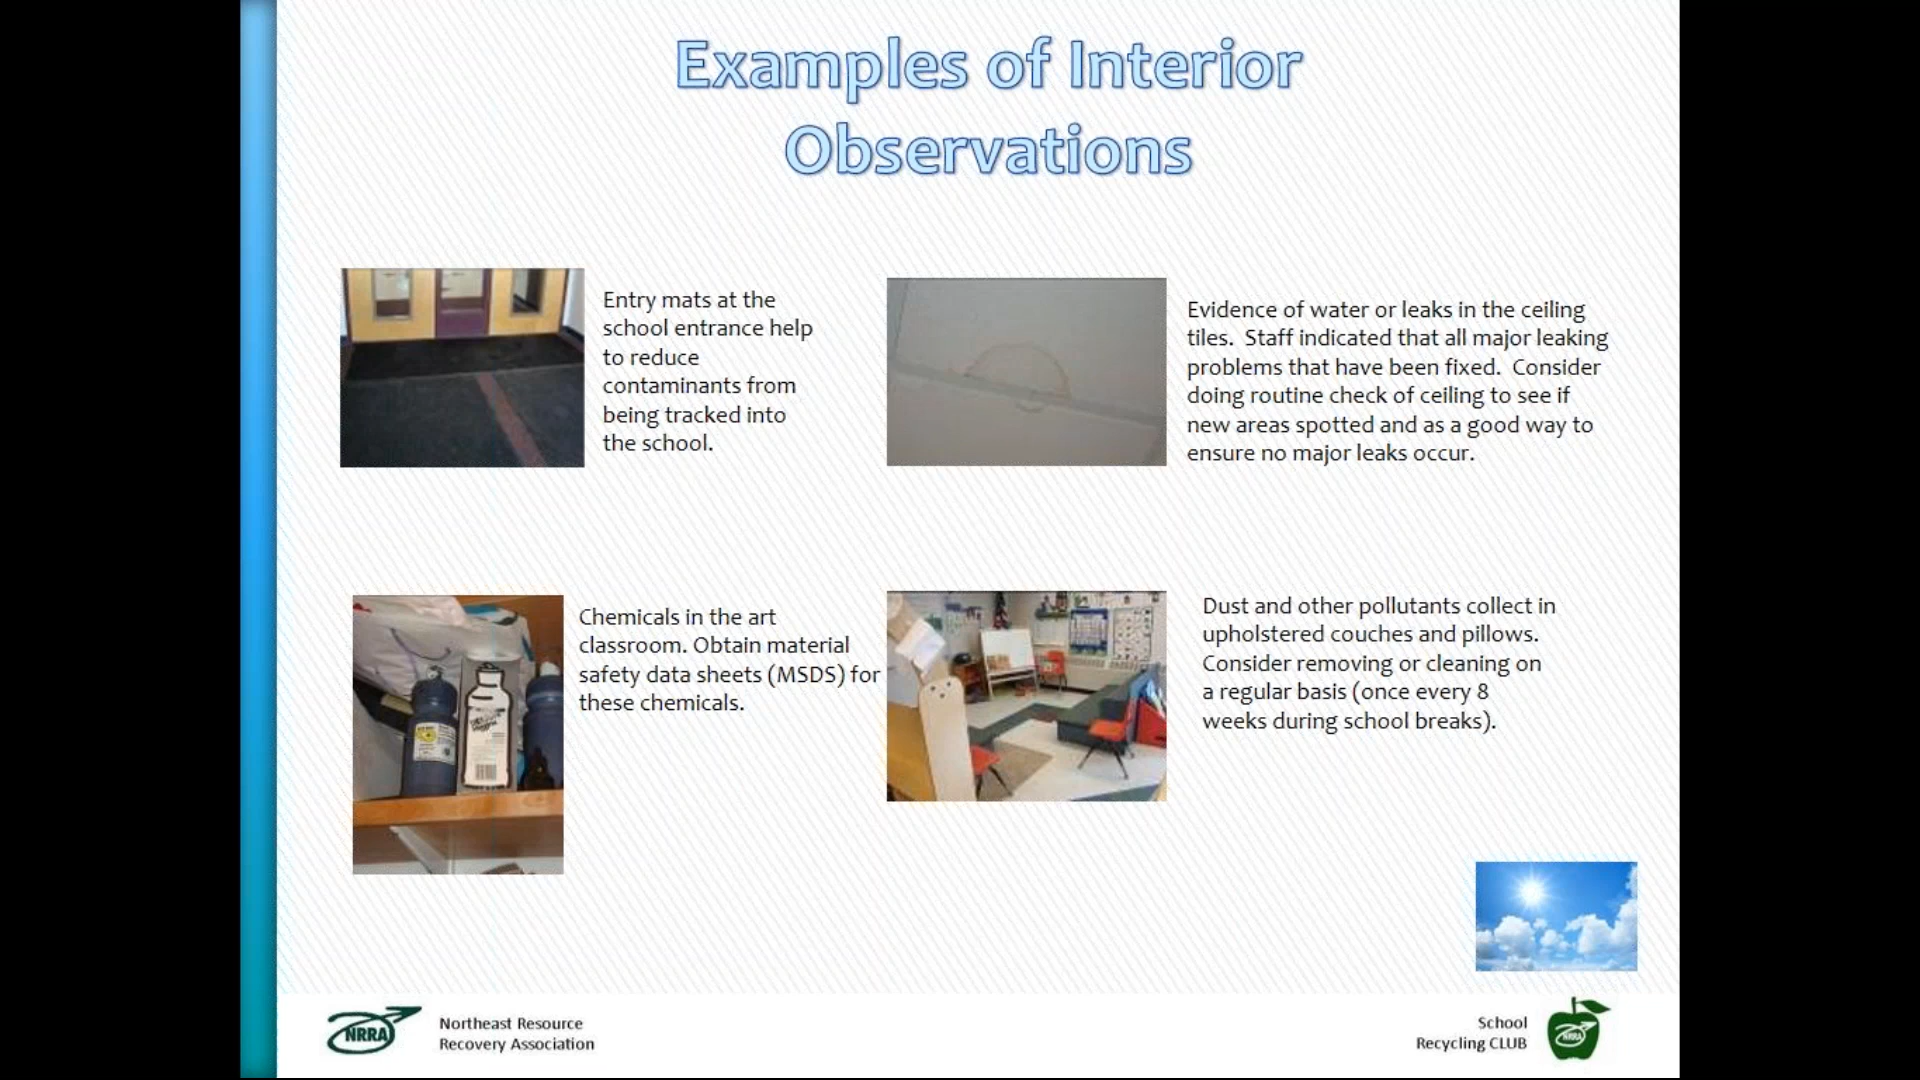 Examples of Interior
Observations
Entry mats at the
school entrance help
to reduce
contaminants from
being tracked into
the school.
Evidence of water or leaks in the ceiling
tiles.  Staff indicated that all major leaking
problems that have been fixed.  Consider
doing routine check of ceiling to see if
new areas spotted and as a good way to
ensure no major leaks occur.
Chemicals in the art
classroom. Obtain material
safety data sheets (MSDS) for
these chemicals.
Dust and other pollutants collect in
upholstered couches and pillows.
Consider removing or cleaning on
a regular basis (once every 8
weeks during school breaks).
NRRA
Northeast Resource
Recovery Association
School
Recycling CLUB
NRRA